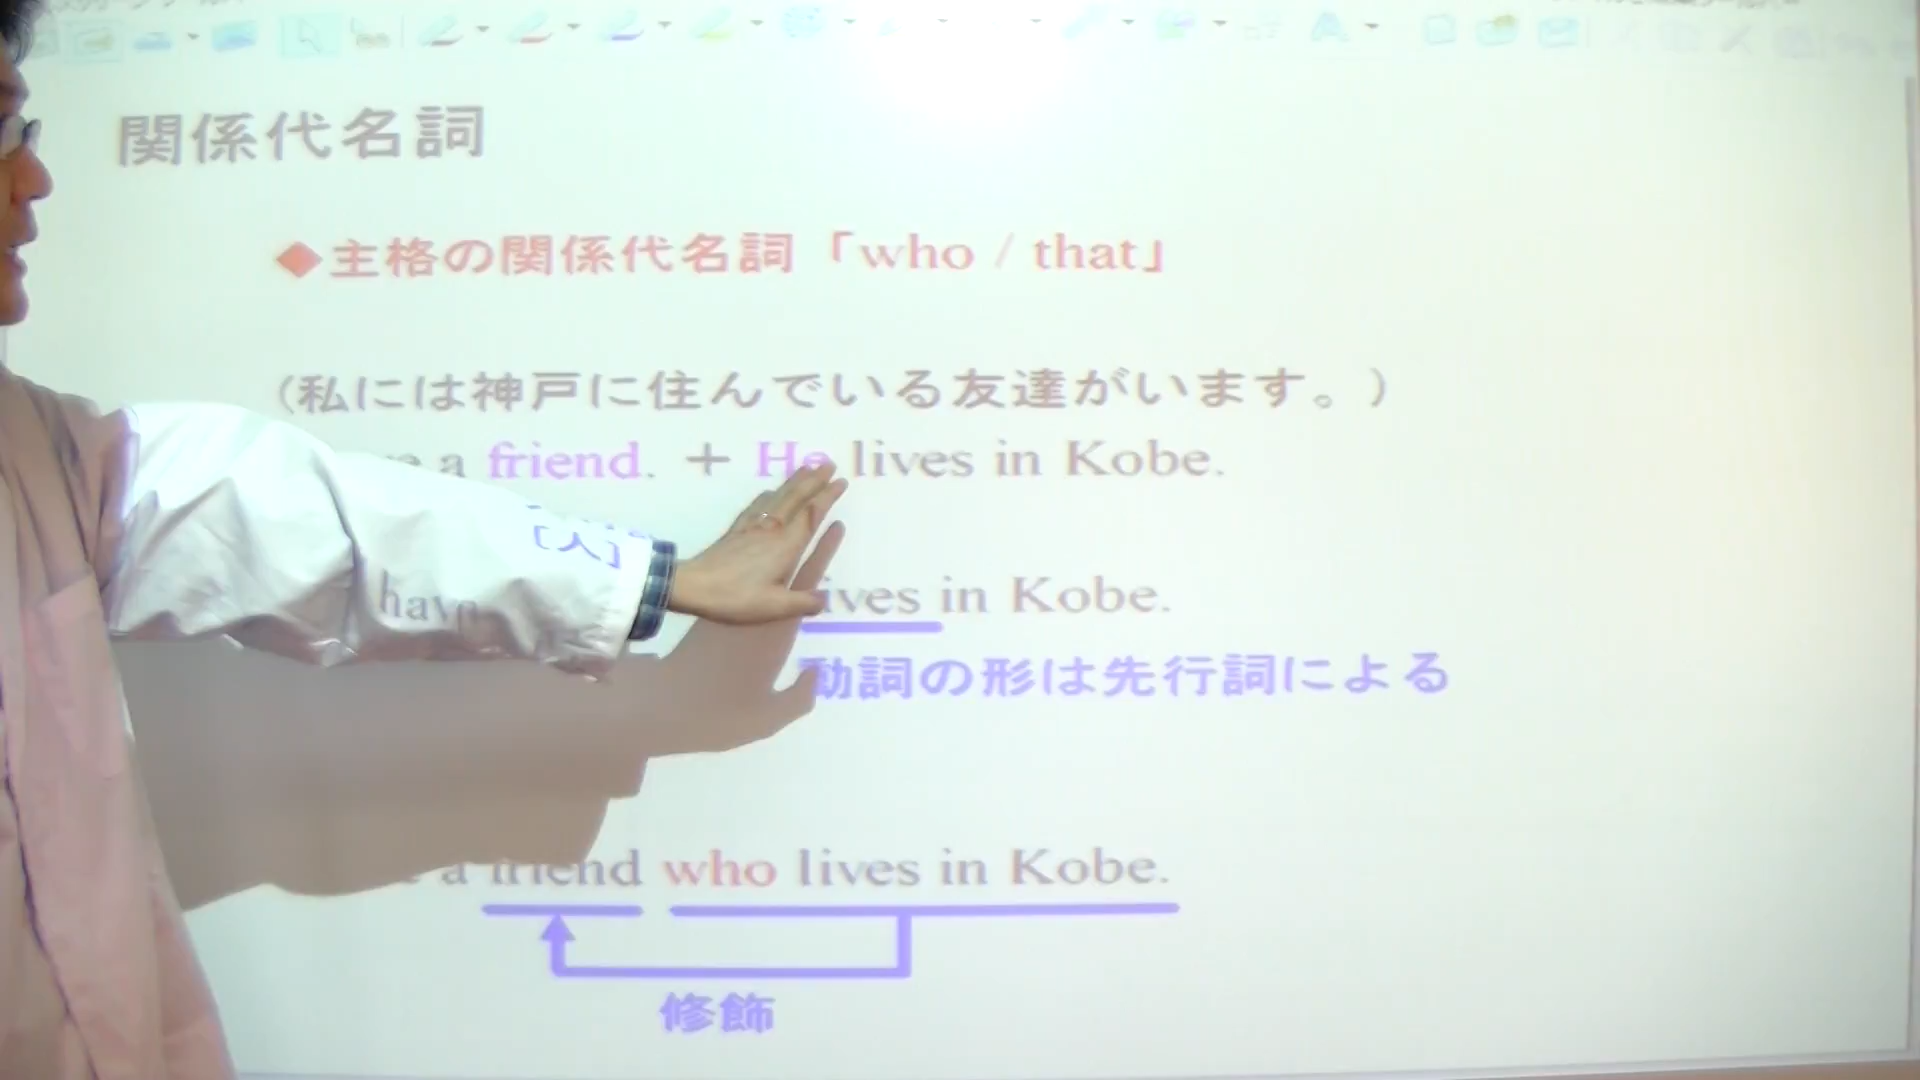 関係代名詞
◆主格の関係代名詞「who / that」
(私には神戸に住んでいる友達がいます。)
a friend. + He lives in Kobe.
[人]
have lives in Kobe.
動詞の形は先行詞による
a friend who lives in Kobe.
修飾